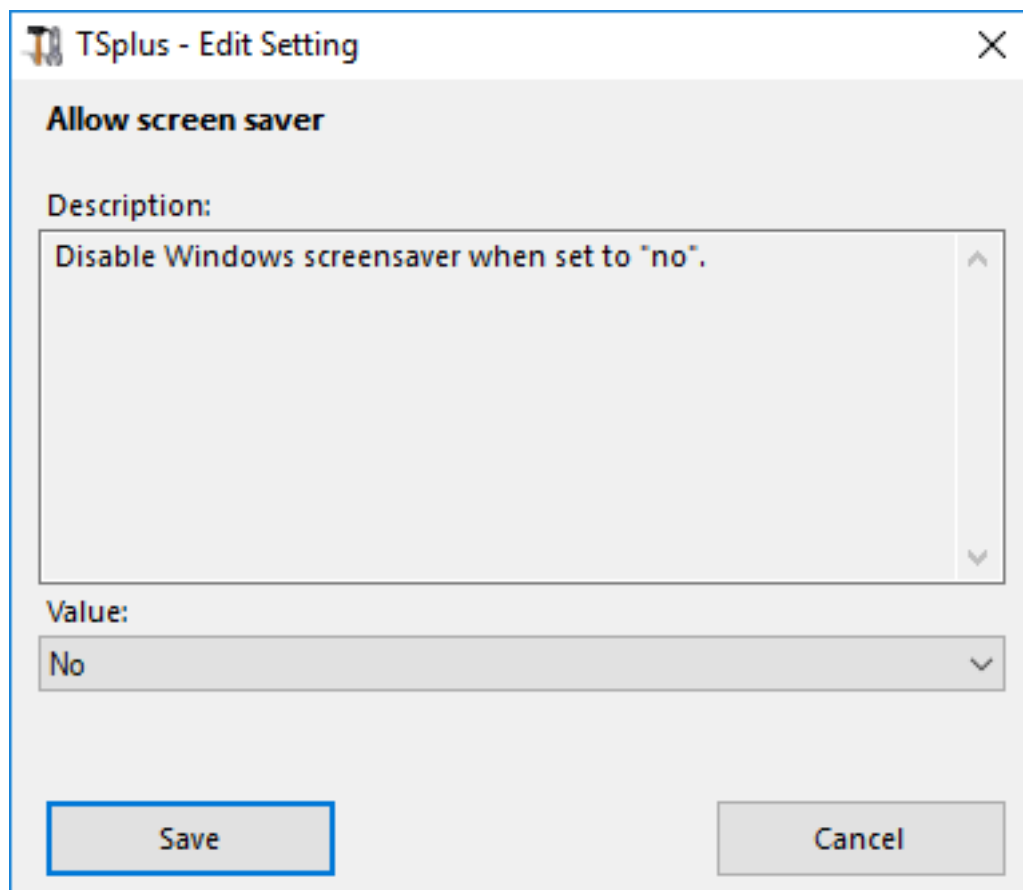 TSplus - Edit Setting
Allow screen saver
Description:
Disable Windows screensaver when set to "no".
Value:
No
Save
Cancel